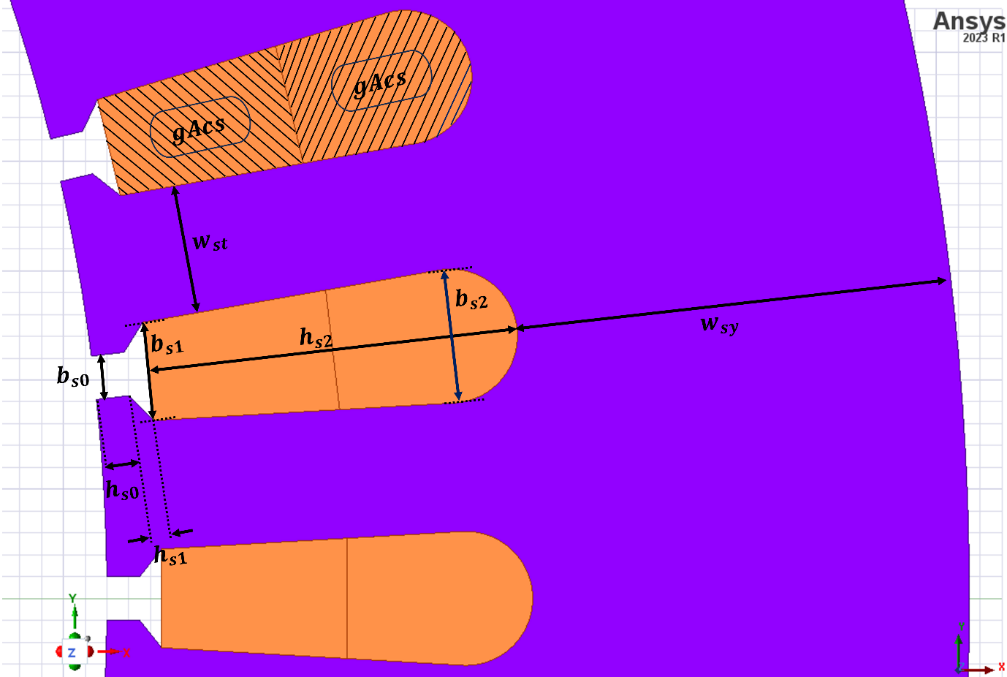 Ansys
2023 R1
gAcs
gAcs
w_st
b_s2
b_s1
h_s2
w_sy
b_s0
h_s0
h_s1
Y
Z
X
Y
Z
X